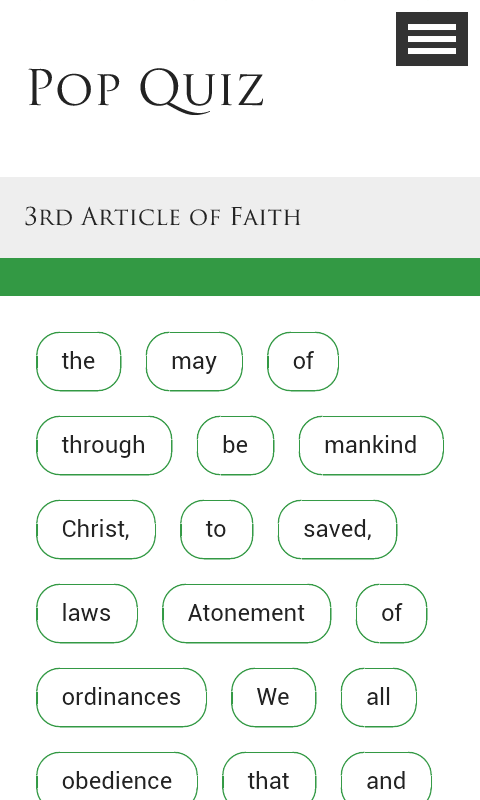 Pop Quiz
3rd Article of Faith
the may of
through be mankind
Christ, to saved,
laws Atonement of
ordinances We all
obedience that and